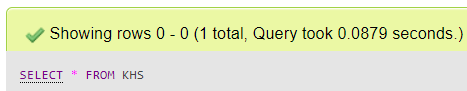 Showing rows 0 - 0 (1 total, Query took 0.0879 seconds.)
SELECT * FROM KHS